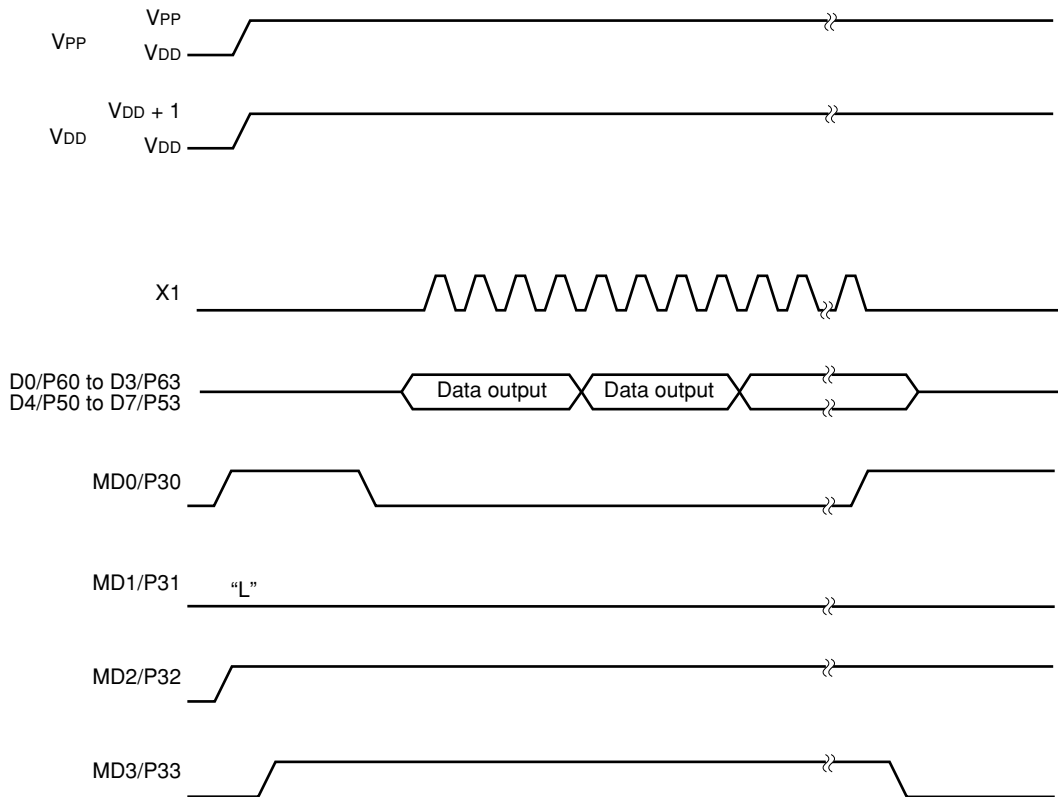 VPP
VPP
VDD
VDD + 1
VDD
VDD
X1
D0/P60 to D3/P63
D4/P50 to D7/P53
Data output
Data output
MD0/P30
MD1/P31
“L”
MD2/P32
MD3/P33